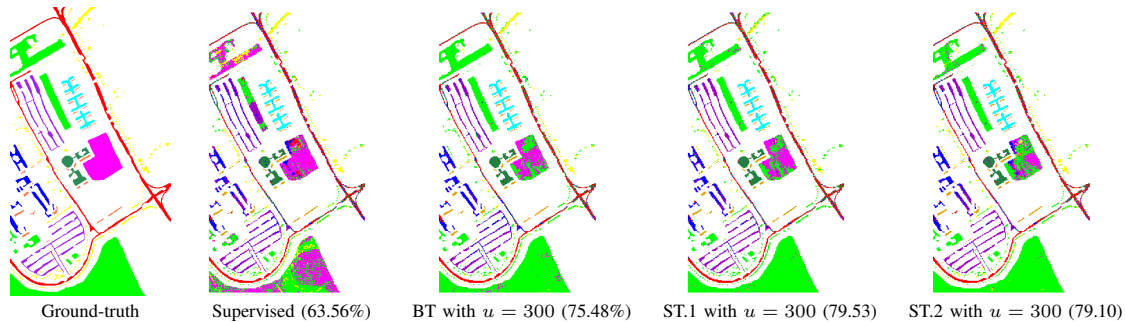 Ground-truth
Supervised (63.56%)
BT with u = 300 (75.48%)
ST.1 with u = 300 (79.53)
ST.2 with u = 300 (79.10)